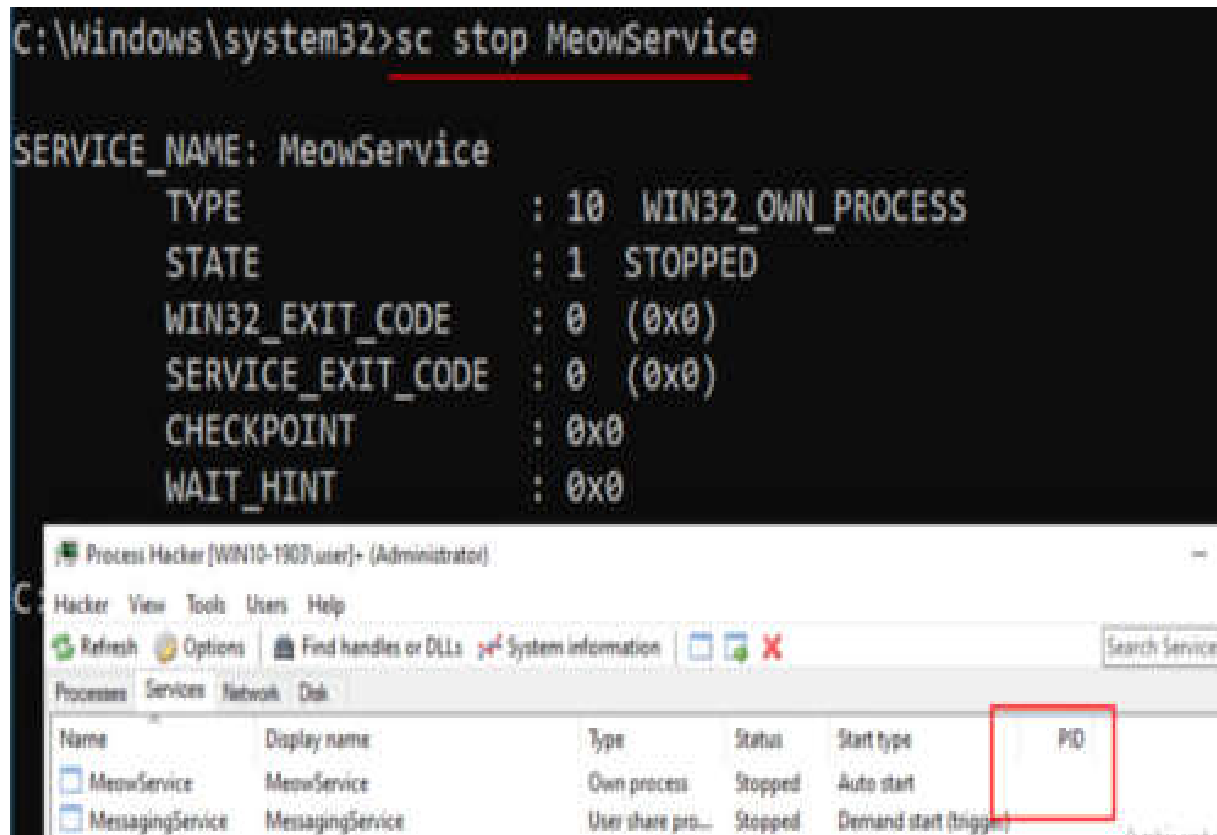 C:\Windows\system32>sc stop MeowService
SERVICE_NAME: MeowService
TYPE : 10 WIN32_OWN_PROCESS
STATE : 1 STOPPED
WIN32_EXIT_CODE : 0 (0x0)
SERVICE_EXIT_CODE : 0 (0x0)
CHECKPOINT : 0x0
WAIT_HINT : 0x0
Process Hacker [WIN10-1903\user]+ (Administrator)
C:
Hacker View Tools Users Help
Refresh Options Find handles or DLLs System information Search Service
Processes Services Network Disk
Name Display name Type Status Start type PID
MeowService MeowService Own process Stopped Auto start
MessagingService MessagingService User share pro... Stopped Demand start (trigger)